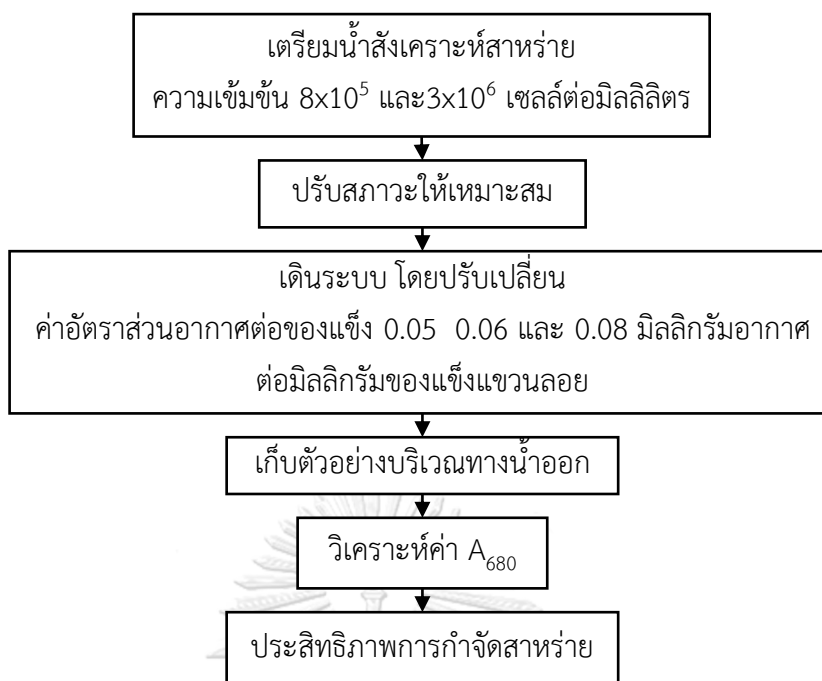 เตรียมน้ำสังเคราะห์สาหร่าย
ความเข้มข้น 8x10⁵ และ3x10⁶ เซลล์ต่อมิลลิลิตร
ปรับสภาวะให้เหมาะสม
เดินระบบ โดยปรับเปลี่ยน
ค่าอัตราส่วนอากาศต่อของแข็ง 0.05 0.06 และ 0.08 มิลลิกรัมอากาศ
ต่อมิลลิกรัมของแข็งแขวนลอย
เก็บตัวอย่างบริเวณทางน้ำออก
วิเคราะห์ค่า A₆₈₀
ประสิทธิภาพการกำจัดสาหร่าย